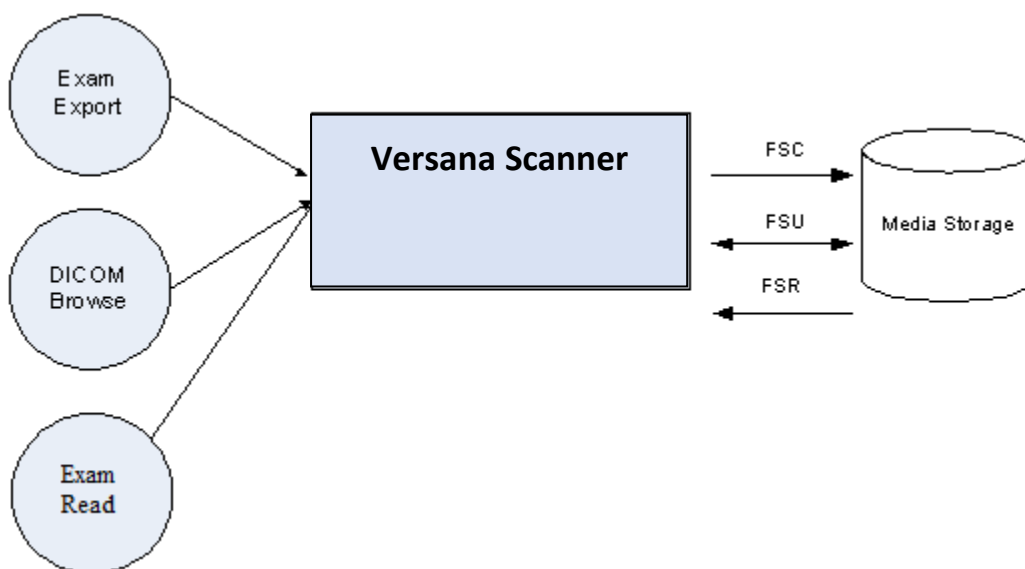 Exam
Export
Versana Scanner
FSC
FSU
Media Storage
FSR
DICOM
Browse
Exam
Read